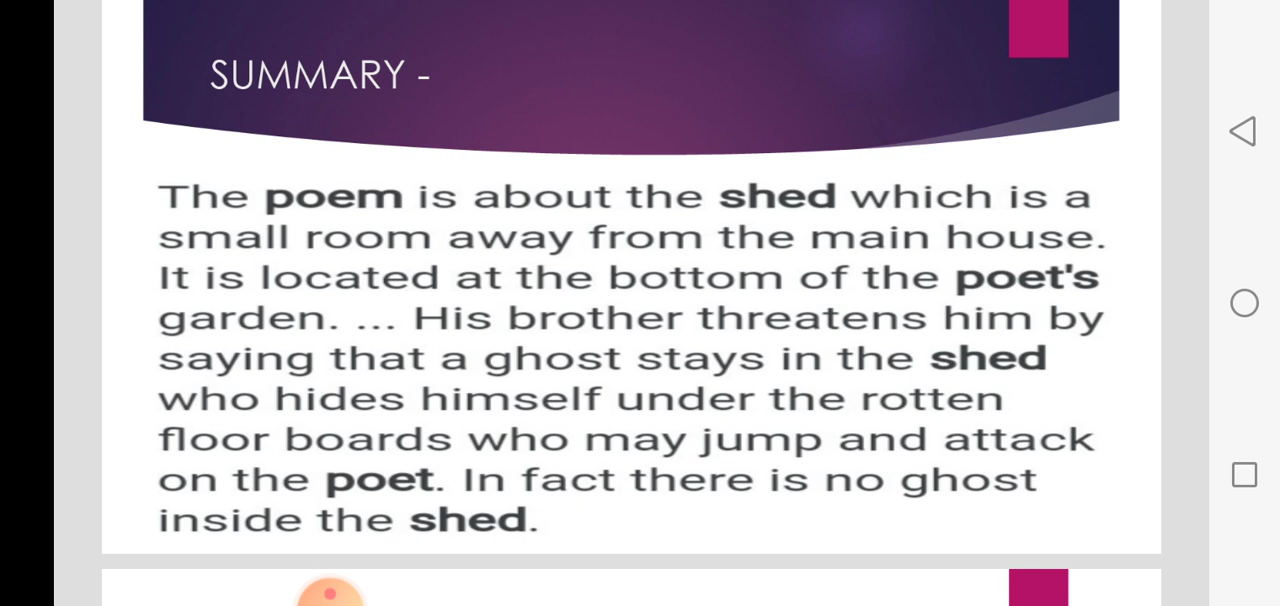 SUMMARY -
The poem is about the shed which is a
small room away from the main house.
It is located at the bottom of the poet's
garden. ... His brother threatens him by
saying that a ghost stays in the shed
who hides himself under the rotten
floor boards who may jump and attack
on the poet. In fact there is no ghost
inside the shed.